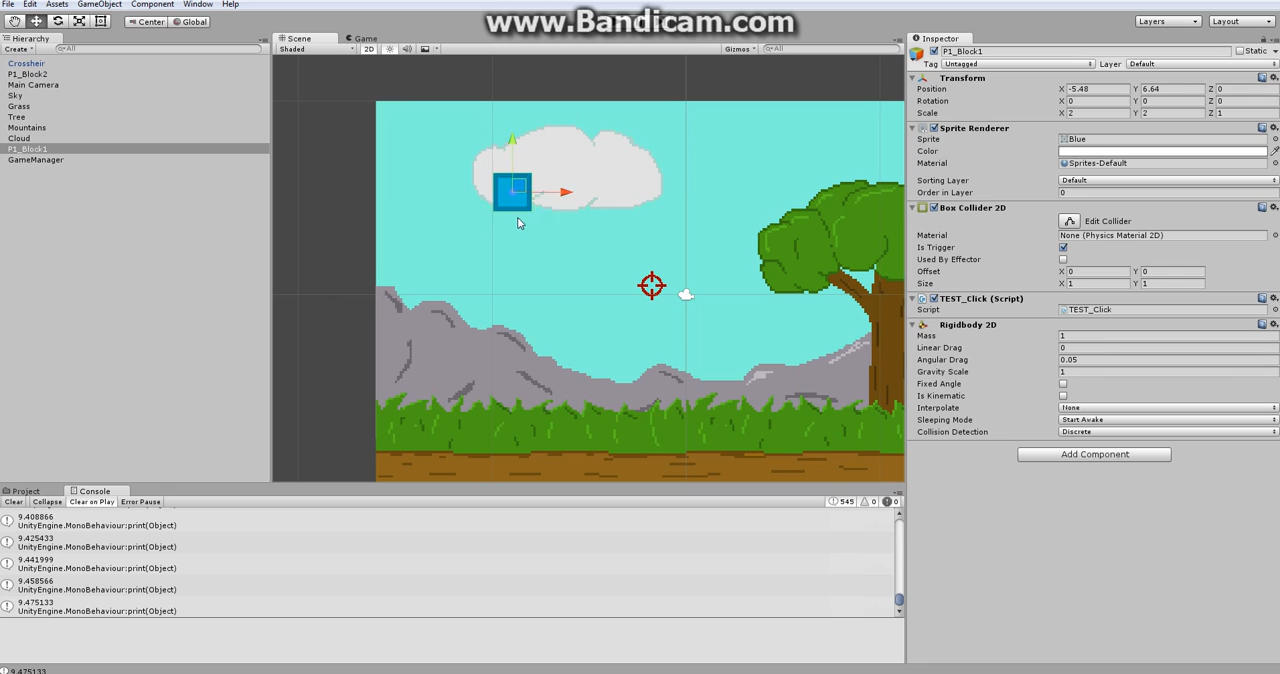 File Edit Assets GameObject Component Window Help
www.Bandicam.com
Center Global
Layers Layout
Hierarchy
Create All
Crossheir
P1_Block2
Main Camera
Sky
Grass
Tree
Mountains
Cloud
P1_Block1
GameManager
Scene Game
Shaded 2D Gizmos All
Inspector
P1_Block1 Static
Tag Untagged Layer Default
Transform
Position X -5.48 Y 6.64 Z 0
Rotation X 0 Y 0 Z 0
Scale X 2 Y 2 Z 1
Sprite Renderer
Sprite Blue
Color
Material Sprites-Default
Sorting Layer Default
Order in Layer 0
Box Collider 2D
Edit Collider
Material None (Physics Material 2D)
Is Trigger
Used By Effector
Offset X 0 Y 0
Size X 1 Y 1
TEST_Click (Script)
Script TEST_Click
Rigidbody 2D
Mass 1
Linear Drag 0
Angular Drag 0.05
Gravity Scale 1
Fixed Angle
Is Kinematic
Interpolate None
Sleeping Mode Start Awake
Collision Detection Discrete
Add Component
Project Console
Clear Collapse Clear on Play Error Pause 545 0 0
9.408866
UnityEngine.MonoBehaviour:print(Object)
9.425433
UnityEngine.MonoBehaviour:print(Object)
9.441999
UnityEngine.MonoBehaviour:print(Object)
9.458566
UnityEngine.MonoBehaviour:print(Object)
9.475133
UnityEngine.MonoBehaviour:print(Object)
9.475133